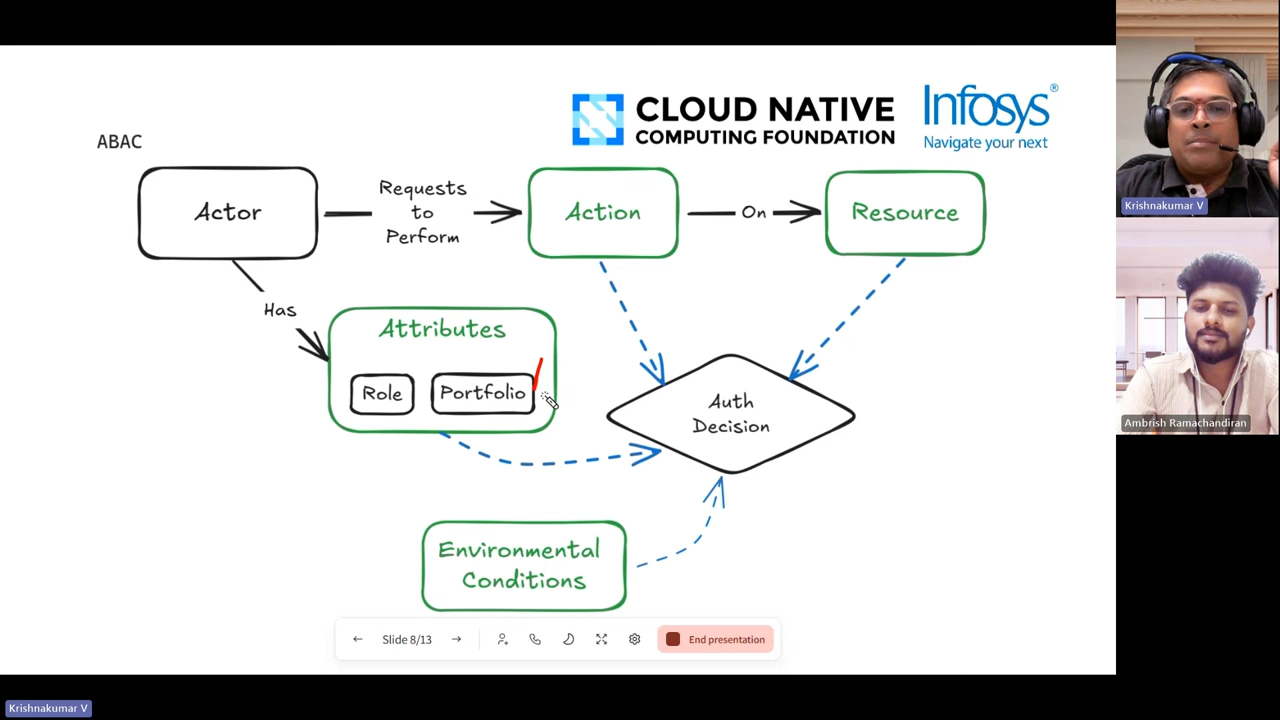 ABAC
CLOUD NATIVE
COMPUTING FOUNDATION
Infosys®
Navigate your next
Actor
Requests
to
Perform
Action
On
Resource
Has
Attributes
Role
Portfolio
Auth
Decision
Environmental
Conditions
Slide 8/13
End presentation
Krishnakumar V
Ambrish Ramachandiran
Krishnakumar V